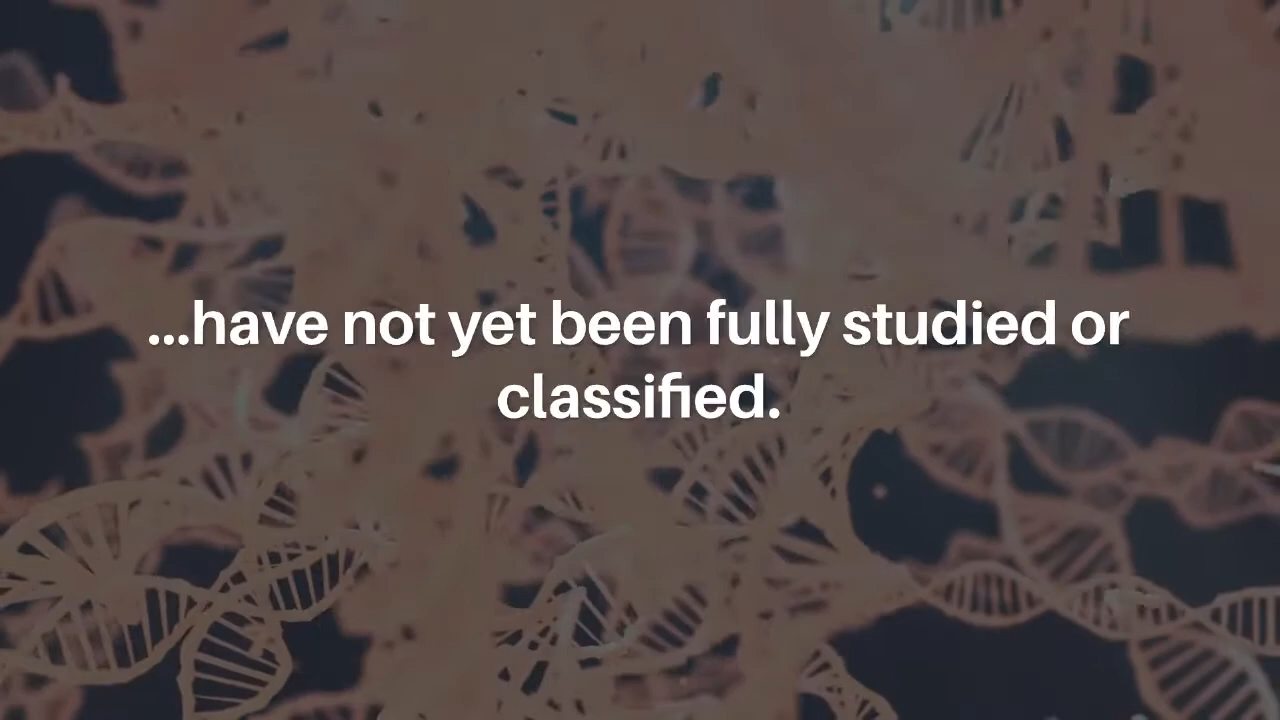 ...have not yet been fully studied or
classified.